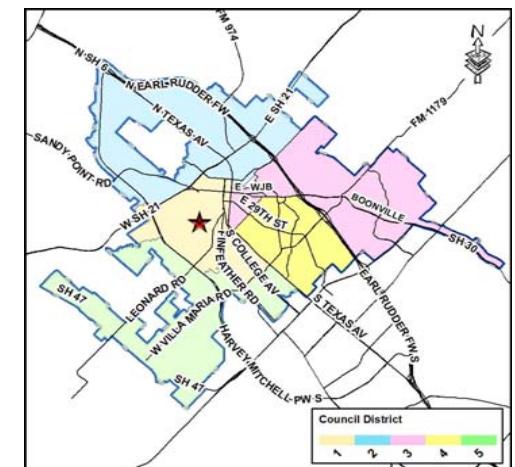 FM 974
N
N SH 6
N EARL RUDDER FW
E SH 21
N TEXAS AV
FM 1179
SANDY POINT RD
E WJB
BOONVILLE
W SH 21
E 29TH ST
SH 30
S COLLEGE AV
FINFEATHER RD
SH 47
LEONARD RD
W VILLA MARIA RD
S TEXAS AV
EARL RUDDER FW S
SH 47
HARVEY MITCHELL PW S
Council District
1 2 3 4 5